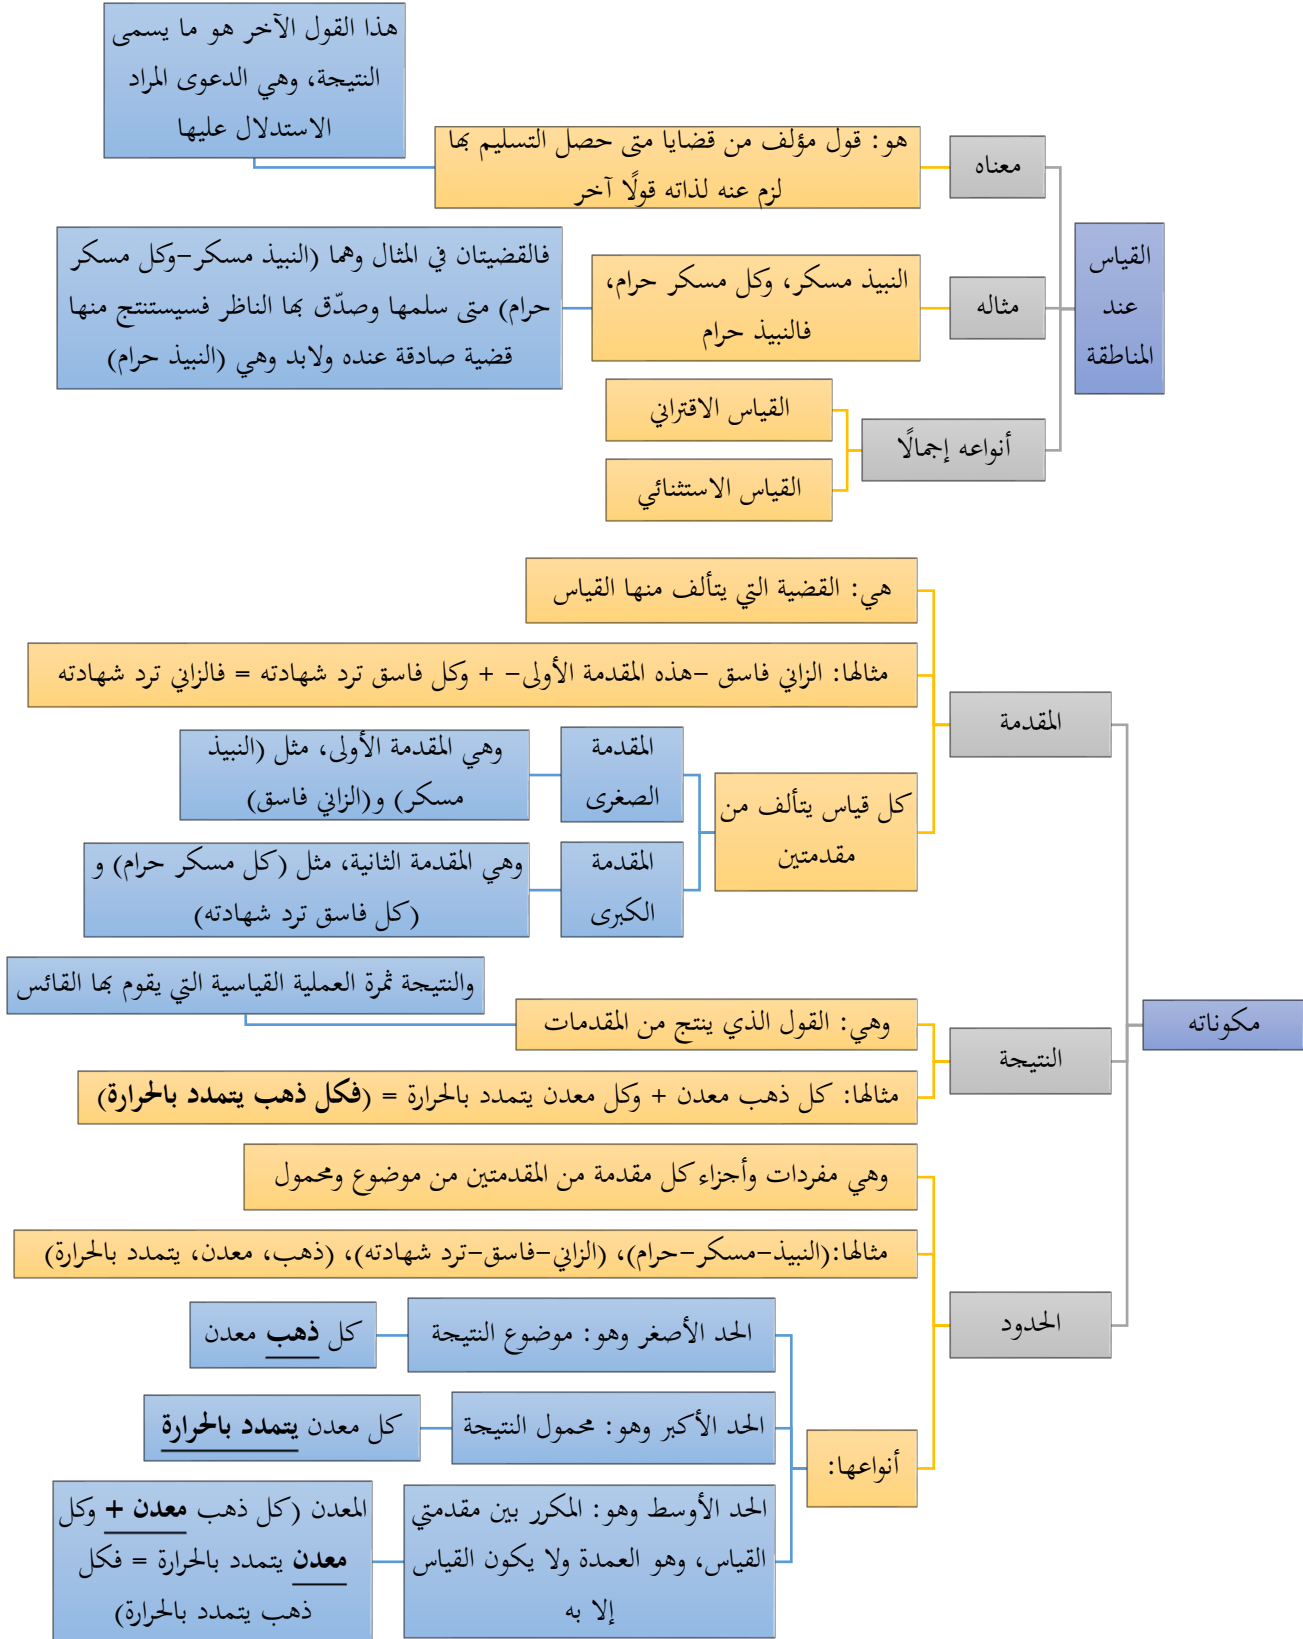 هذا القول الآخر هو ما يسمى
النتيجة، وهي الدعوى المراد
الاستدلال عليها
هو: قول مؤلف من قضايا متى حصل التسليم بها
لزم عنه لذاته قولًا آخر
معناه
القياس
عند
المناطقة
فالقضيتان في المثال وهما (النبيذ مسكر-وكل مسكر
حرام) متى سلمها وصدّق بها الناظر فسيستنتج منها
قضية صادقة عنده ولابد وهي (النبيذ حرام)
النبيذ مسكر، وكل مسكر حرام،
فالنبيذ حرام
مثاله
القياس الاقتراني
أنواعه إجمالًا
القياس الاستثنائي
هي: القضية التي يتألف منها القياس
مثالها: الزاني فاسق -هذه المقدمة الأولى- + وكل فاسق ترد شهادته = فالزاني ترد شهادته
المقدمة
كل قياس يتألف من
مقدمتين
المقدمة
الصغرى
وهي المقدمة الأولى، مثل (النبيذ
مسكر) و(الزاني فاسق)
المقدمة
الكبرى
وهي المقدمة الثانية، مثل (كل مسكر حرام) و
(كل فاسق ترد شهادته)
والنتيجة ثمرة العملية القياسية التي يقوم بها القائس
وهي: القول الذي ينتج من المقدمات
النتيجة
مكوناته
مثالها: كل ذهب معدن + وكل معدن يتمدد بالحرارة = (فكل ذهب يتمدد بالحرارة)
وهي مفردات وأجزاء كل مقدمة من المقدمتين من موضوع ومحمول
مثالها:(النبيذ-مسكر-حرام)، (الزاني-فاسق-ترد شهادته)، (ذهب، معدن، يتمدد بالحرارة)
الحدود
أنواعها:
الحد الأصغر وهو: موضوع النتيجة
كل ذهب معدن
الحد الأكبر وهو: محمول النتيجة
كل معدن يتمدد بالحرارة
الحد الأوسط وهو: المكرر بين مقدمتي
القياس، وهو العمدة ولا يكون القياس
إلا به
المعدن (كل ذهب معدن + وكل
معدن يتمدد بالحرارة = فكل
ذهب يتمدد بالحرارة)